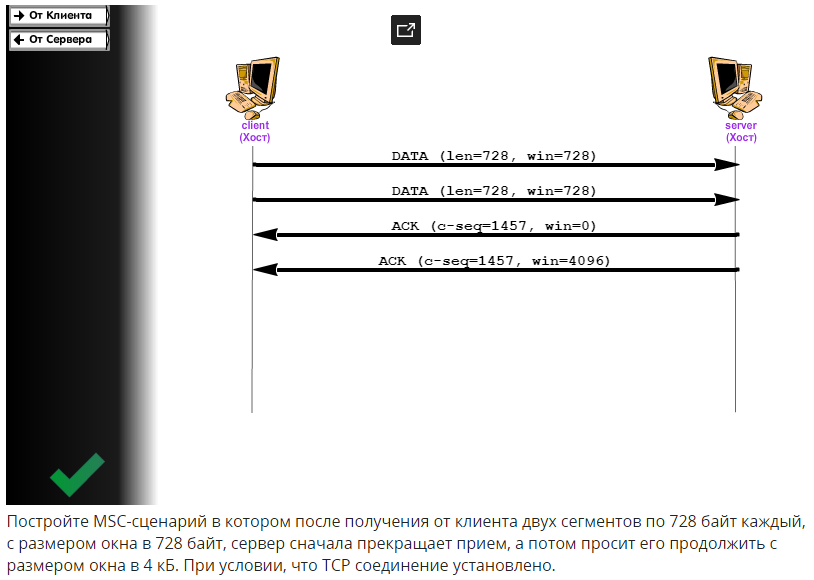 От Клиента
От Сервера
client
(Хост)
server
(Хост)
DATA (len=728, win=728)
DATA (len=728, win=728)
ACK (c-seq=1457, win=0)
ACK (c-seq=1457, win=4096)
Постройте MSC-сценарий в котором после получения от клиента двух сегментов по 728 байт каждый,
с размером окна в 728 байт, сервер сначала прекращает прием, а потом просит его продолжить с
размером окна в 4 кБ. При условии, что TCP соединение установлено.